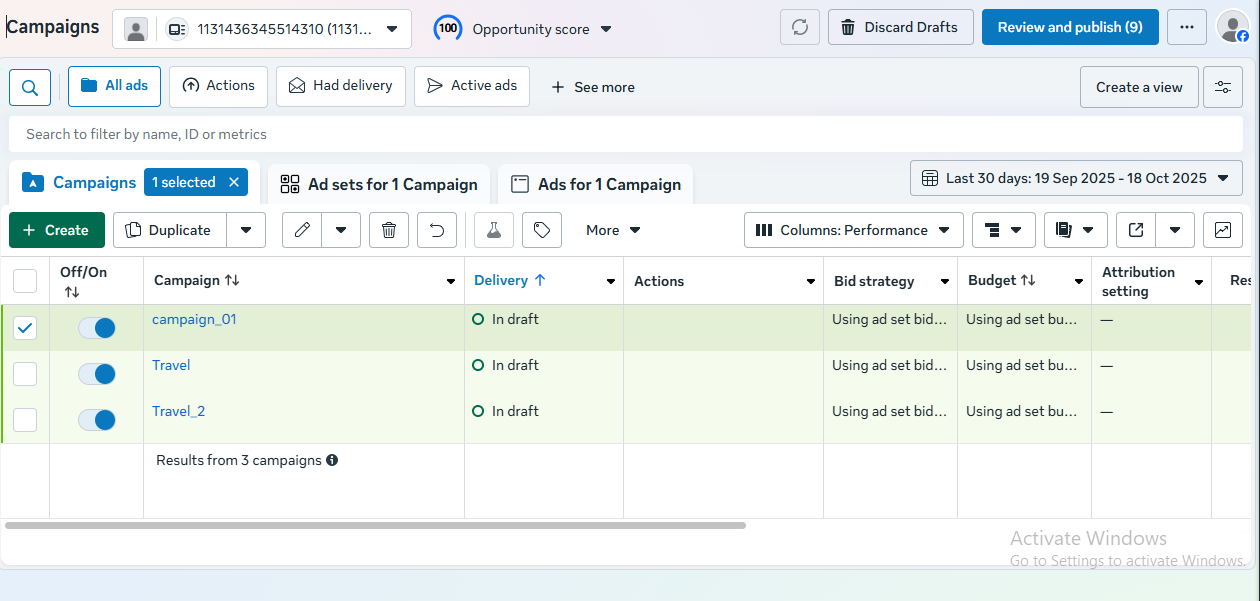 Campaigns 1131436345514310 (1131... 100 Opportunity score Discard Drafts Review and publish (9) ...
All ads Actions Had delivery Active ads + See more Create a view
Search to filter by name, ID or metrics
Campaigns 1 selected × Ad sets for 1 Campaign Ads for 1 Campaign Last 30 days: 19 Sep 2025 - 18 Oct 2025
+ Create Duplicate More Columns: Performance
Off/On Campaign Delivery Actions Bid strategy Budget Attribution setting Res
campaign_01 In draft Using ad set bid... Using ad set bu... —
Travel In draft Using ad set bid... Using ad set bu... —
Travel_2 In draft Using ad set bid... Using ad set bu... —
Results from 3 campaigns
Activate Windows
Go to Settings to activate Windows.